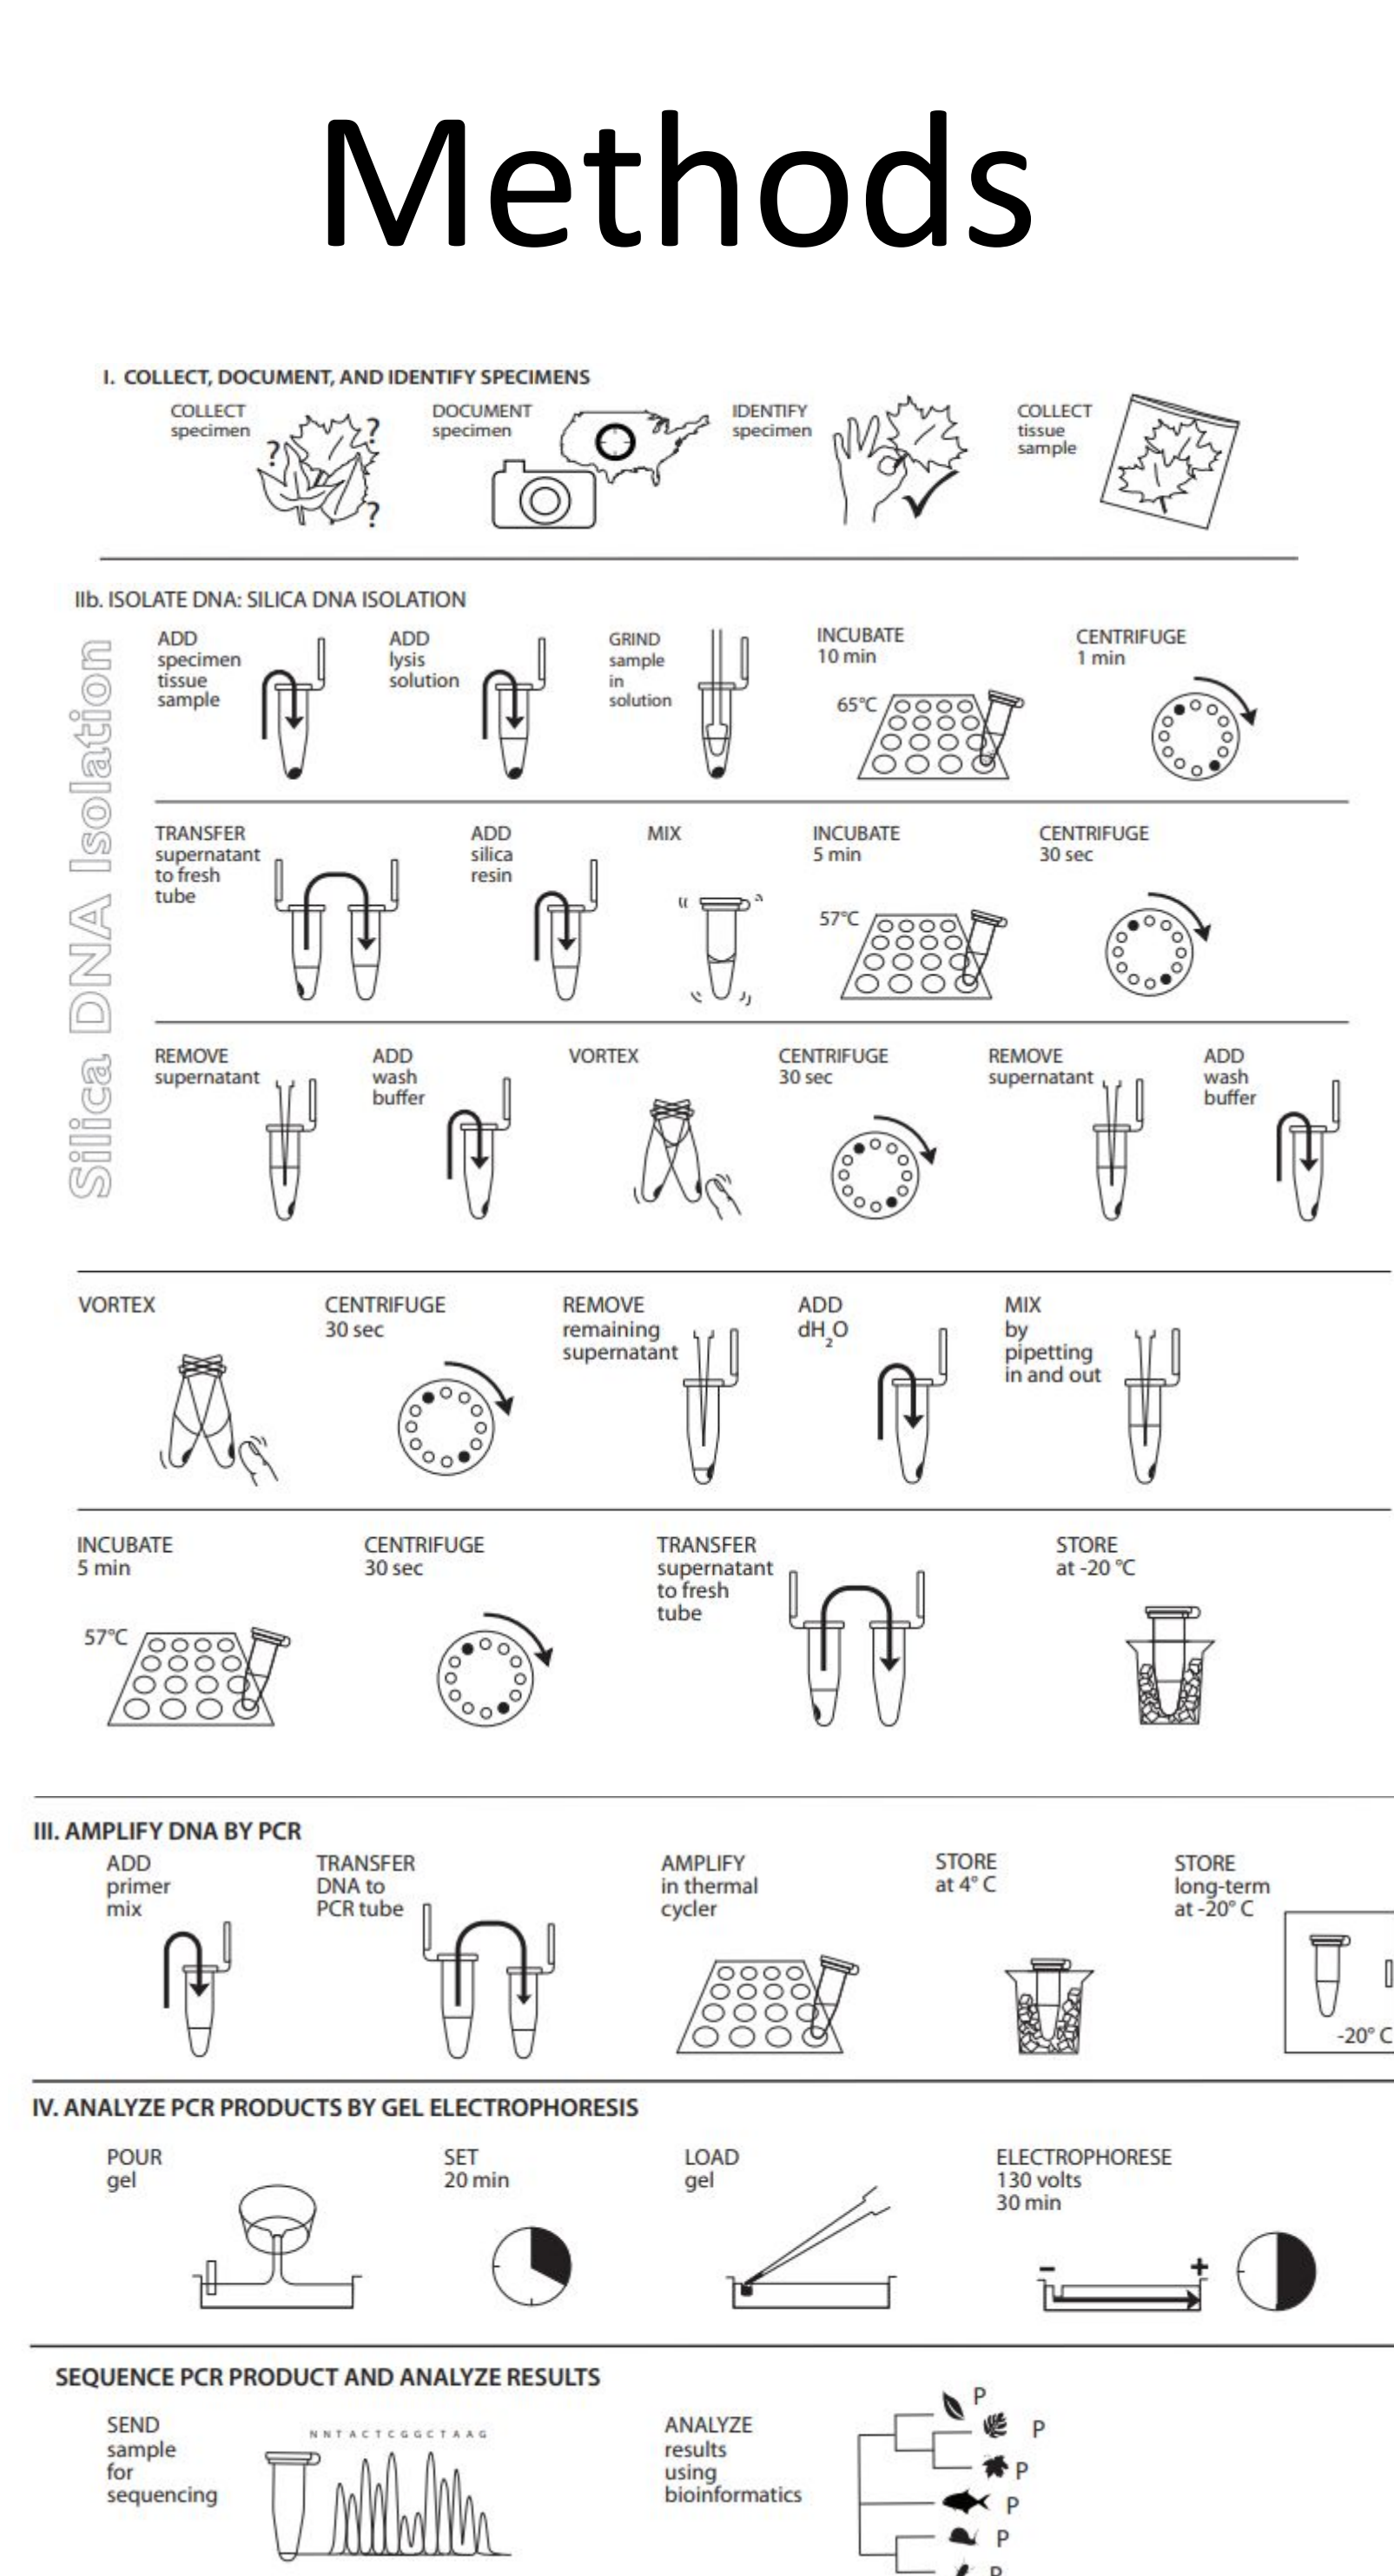 Methods
I. COLLECT, DOCUMENT, AND IDENTIFY SPECIMENS
COLLECT
specimen
? ? ?
DOCUMENT
specimen
IDENTIFY
specimen
COLLECT
tissue
sample
IIb. ISOLATE DNA: SILICA DNA ISOLATION
Silica DNA Isolation
ADD
specimen
tissue
sample
ADD
lysis
solution
GRIND
sample
in
solution
INCUBATE
10 min
65°C
CENTRIFUGE
1 min
TRANSFER
supernatant
to fresh
tube
ADD
silica
resin
MIX
INCUBATE
5 min
57°C
CENTRIFUGE
30 sec
REMOVE
supernatant
ADD
wash
buffer
VORTEX
CENTRIFUGE
30 sec
REMOVE
supernatant
ADD
wash
buffer
VORTEX
CENTRIFUGE
30 sec
REMOVE
remaining
supernatant
ADD
dH₂O
MIX
by
pipetting
in and out
INCUBATE
5 min
57°C
CENTRIFUGE
30 sec
TRANSFER
supernatant
to fresh
tube
STORE
at -20 °C
III. AMPLIFY DNA BY PCR
ADD
primer
mix
TRANSFER
DNA to
PCR tube
AMPLIFY
in thermal
cycler
STORE
at 4° C
STORE
long-term
at -20° C
-20° C
IV. ANALYZE PCR PRODUCTS BY GEL ELECTROPHORESIS
POUR
gel
SET
20 min
LOAD
gel
ELECTROPHORESE
130 volts
30 min
− +
SEQUENCE PCR PRODUCT AND ANALYZE RESULTS
SEND
sample
for
sequencing
N N T A C T C G G C T A A G
ANALYZE
results
using
bioinformatics
P
P
P
P
P
P